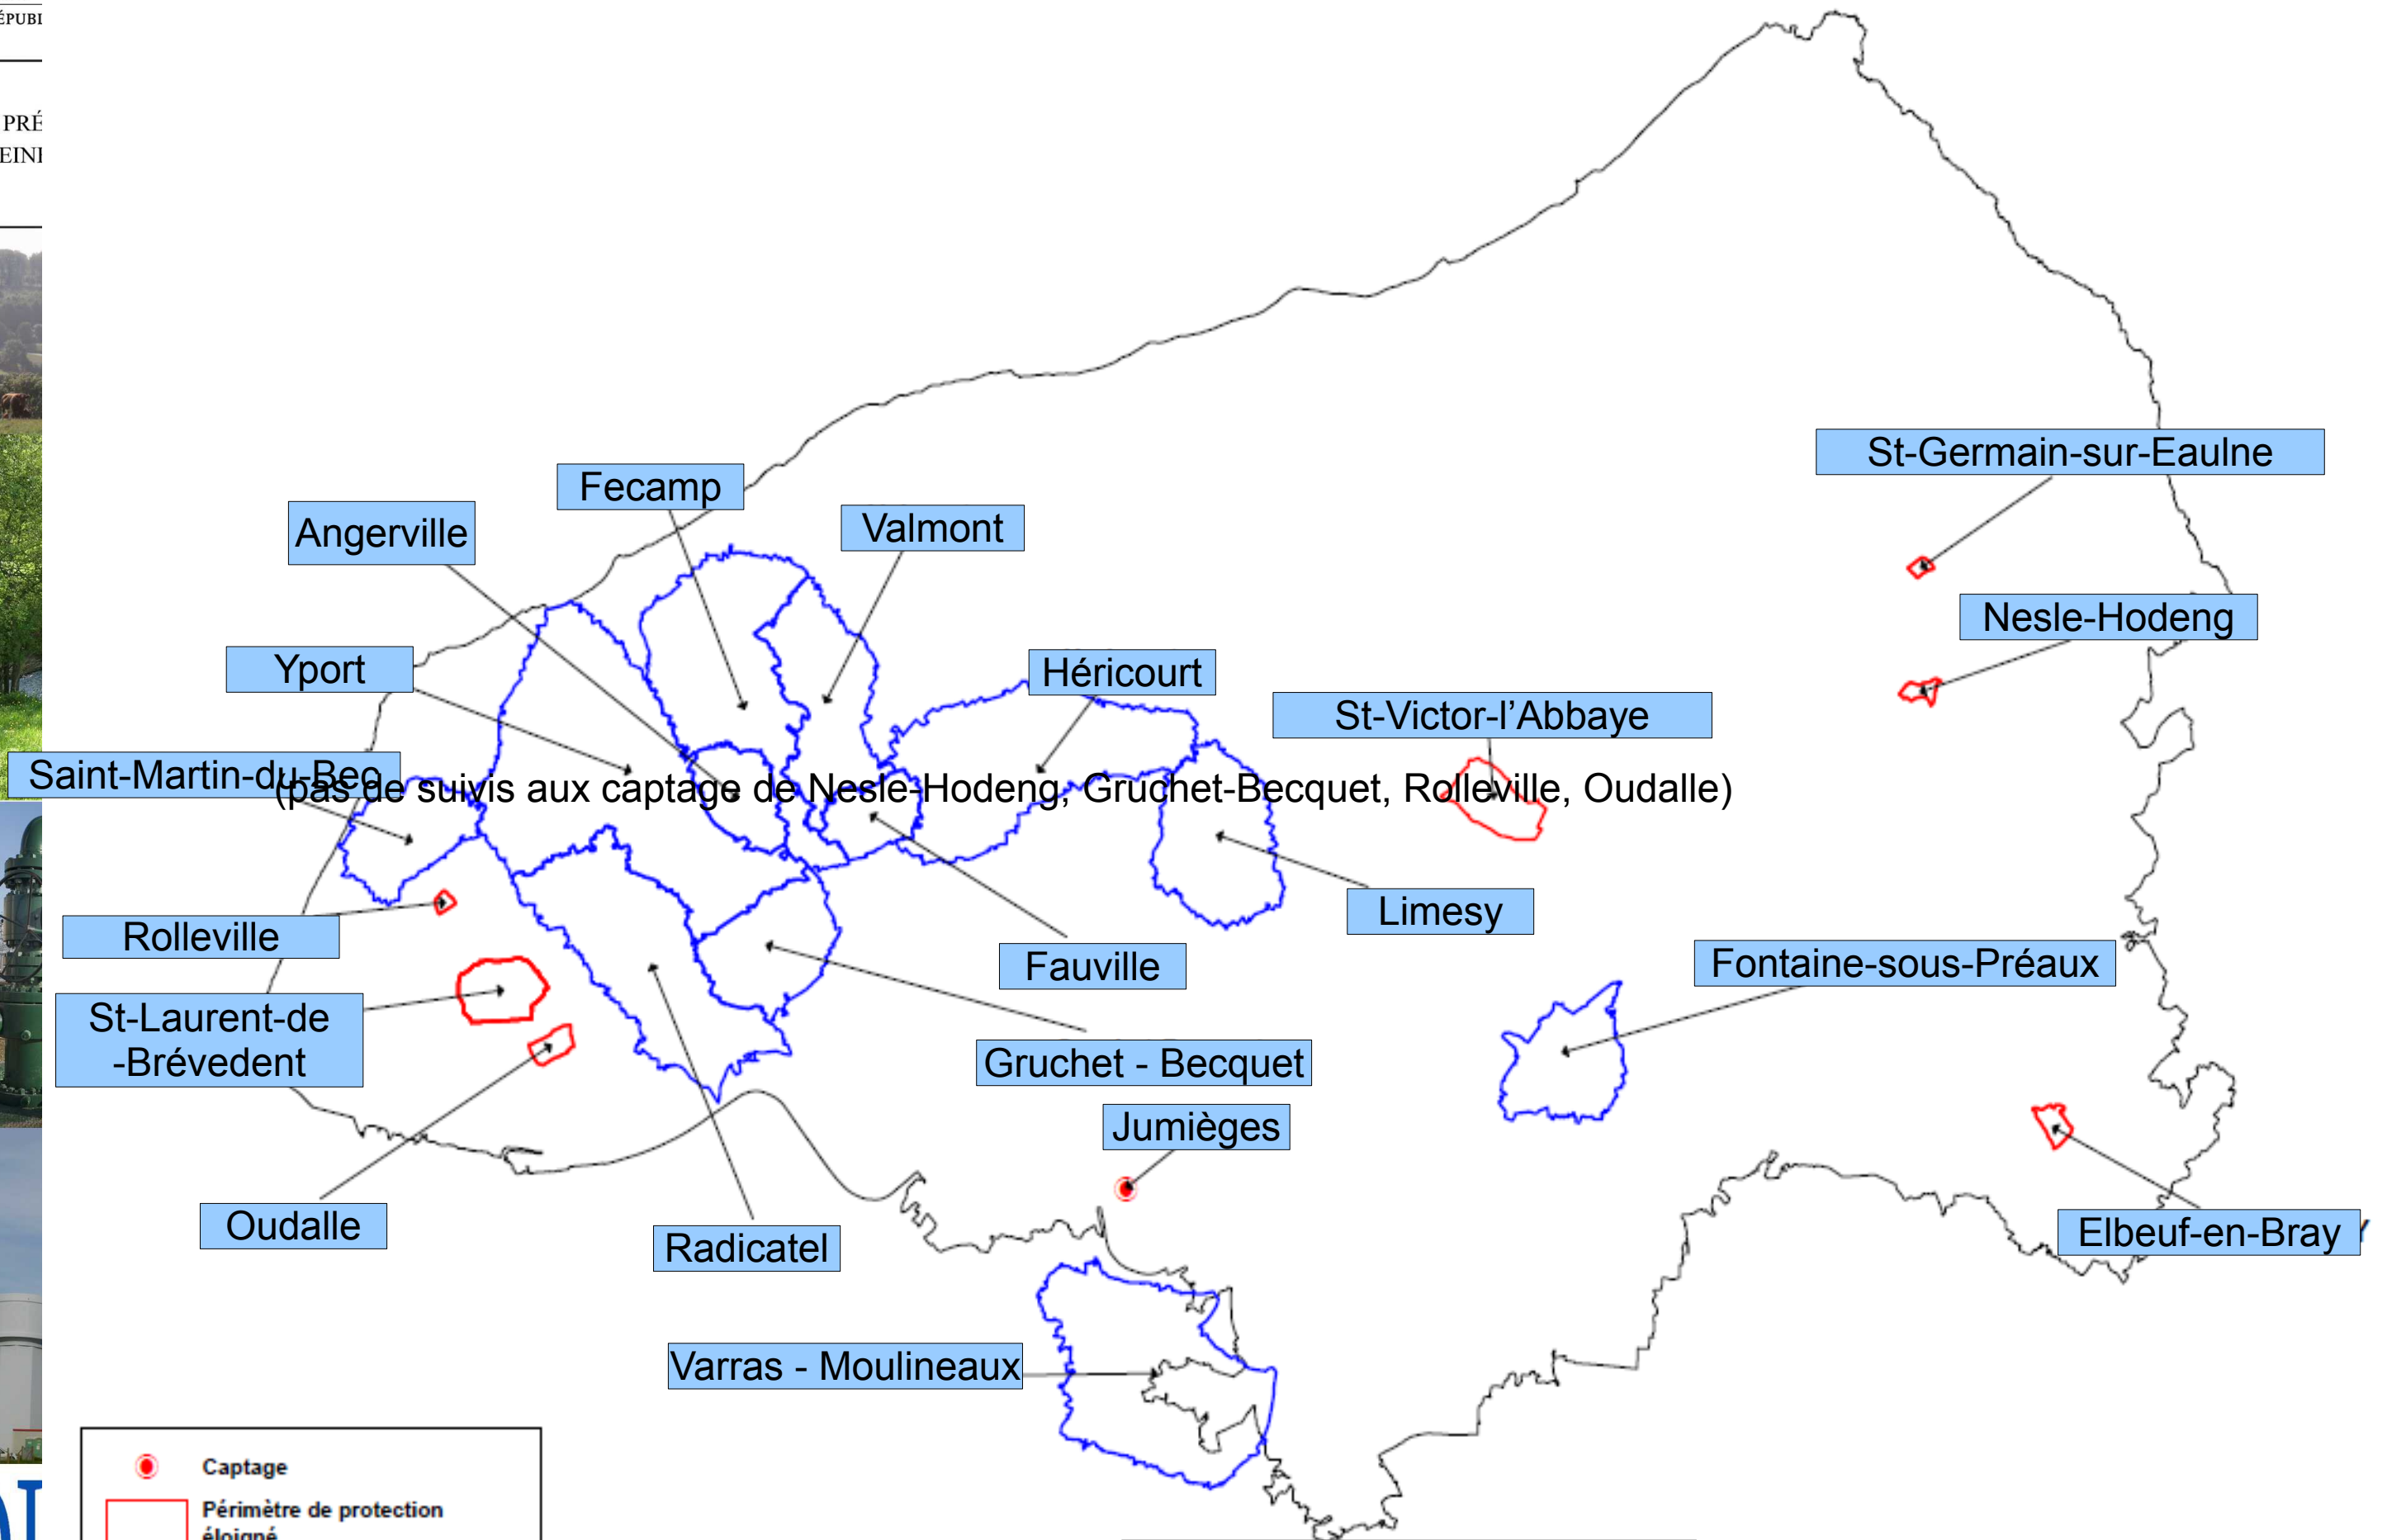 PRÉ
St-Germain-sur-Eaulne
Fecamp
Angerville
Valmont
Nesle-Hodeng
Yport
Héricourt
St-Victor-l'Abbaye
Saint-Martin-du-Bec
(pas de suivis aux captage de Nesle-Hodeng, Gruchet-Becquet, Rolleville, Oudalle)
Limesy
Rolleville
Fauville
Fontaine-sous-Préaux
St-Laurent-de
-Brévedent
Gruchet - Becquet
Jumièges
Oudalle
Radicatel
Elbeuf-en-Bray
Varras - Moulineaux
Captage
Périmètre de protection
éloigné